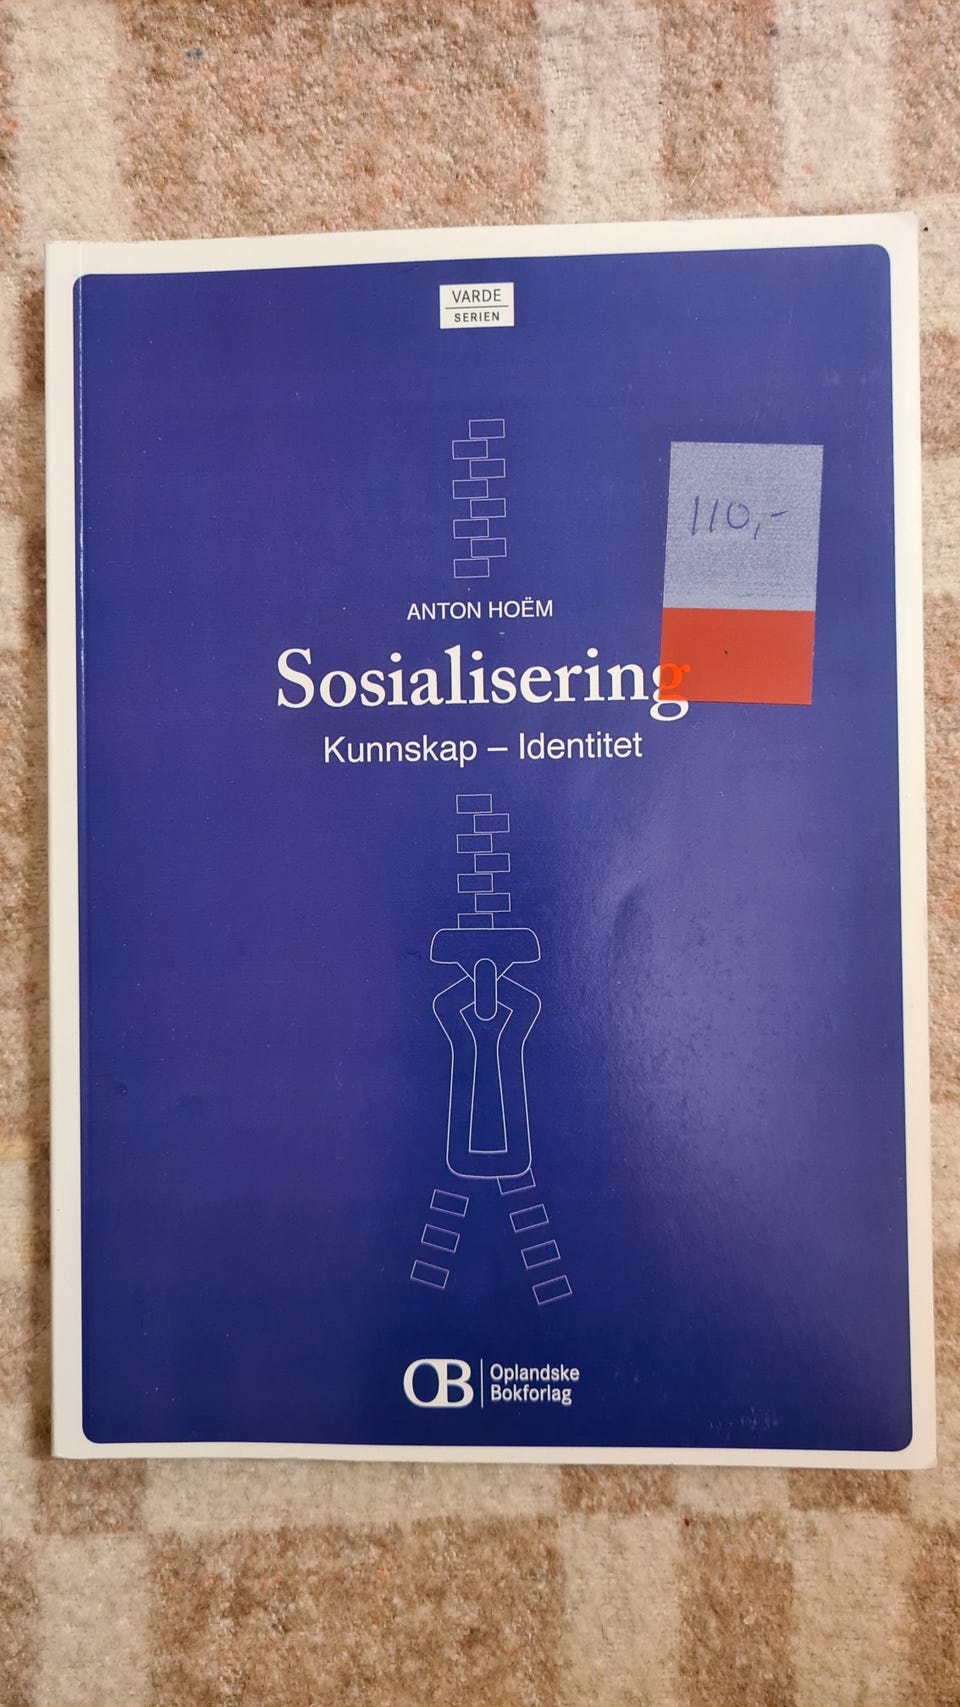 VARDE
SERIEN
110,-
ANTON HOËM
Sosialisering
Kunnskap – Identitet
OB
Oplandske
Bokforlag